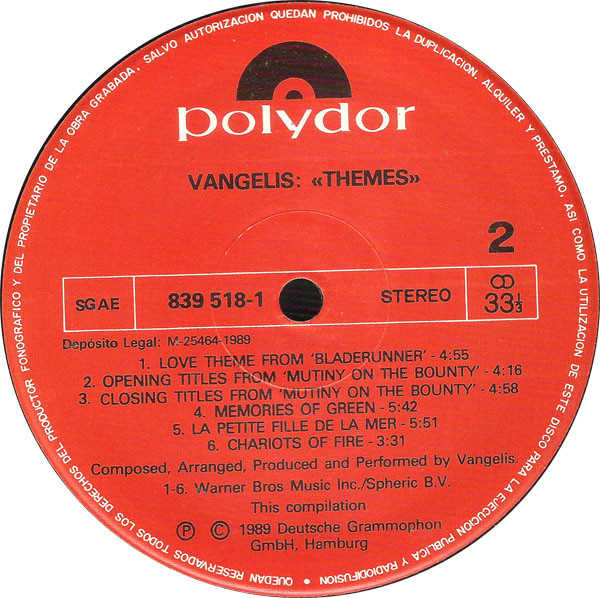 polydor
VANGELIS: «THEMES»
2
SGAE
839 518-1
STEREO
33⅓
Depósito Legal: M-25464-1989
1. LOVE THEME FROM 'BLADERUNNER' - 4:55
2. OPENING TITLES FROM 'MUTINY ON THE BOUNTY' - 4:16
3. CLOSING TITLES FROM 'MUTINY ON THE BOUNTY' - 4:58
4. MEMORIES OF GREEN - 5:42
5. LA PETITE FILLE DE LA MER - 5:51
6. CHARIOTS OF FIRE - 3:31
Composed, Arranged, Produced and Performed by Vangelis.
1-6. Warner Bros Music Inc./Spheric B.V.
This compilation
Ⓟ © 1989 Deutsche Grammophon
GmbH, Hamburg
QUEDAN RESERVADOS TODOS LOS DERECHOS DEL PRODUCTOR FONOGRAFICO Y DEL PROPIETARIO DE LA OBRA GRABADA, SALVO AUTORIZACION QUEDAN PROHIBIDOS LA DUPLICACION, ALQUILER Y PRESTAMO, ASI COMO LA UTILIZACION DE ESTE DISCO PARA LA EJECUCION PUBLICA Y RADIODIFUSION •